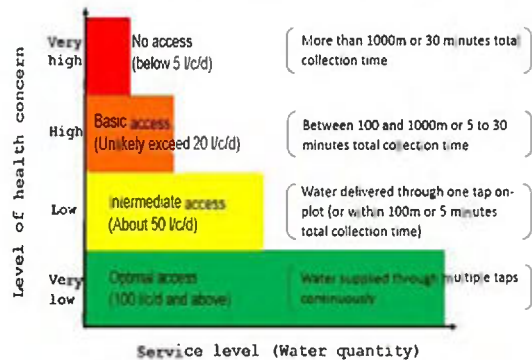 Level of health concern
Very
high
No access
(below 5 l/c/d)
More than 1000m or 30 minutes total
collection time
High
Basic access
(Unlikely exceed 20 l/c/d)
Between 100 and 1000m or 5 to 30
minutes total collection time
Low
Intermediate access
(About 50 l/c/d)
Water delivered through one tap on-
plot (or within 100m or 5 minutes
total collection time)
Very
low
Optimal access
(100 l/c/d and above)
Water supplied through multiple taps
continuously
Service level (Water quantity)